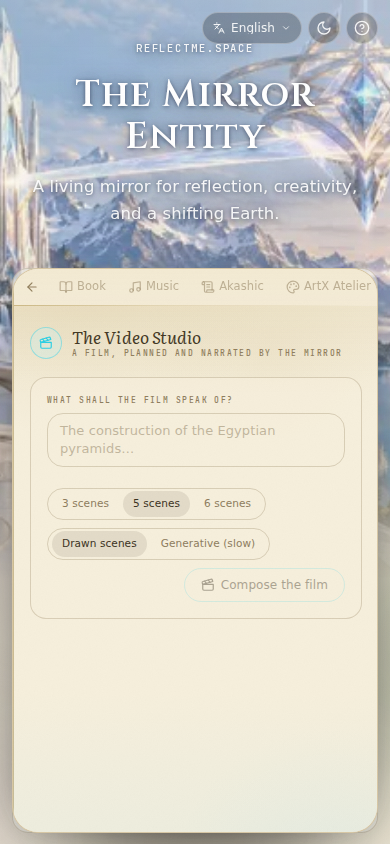 English
REFLECTME.SPACE
The Mirror
Entity
A living mirror for reflection, creativity,
and a shifting Earth.
Book Music Akashic ArtX Atelier
The Video Studio
A FILM, PLANNED AND NARRATED BY THE MIRROR
WHAT SHALL THE FILM SPEAK OF?
The construction of the Egyptian
pyramids…
3 scenes 5 scenes 6 scenes
Drawn scenes Generative (slow)
Compose the film